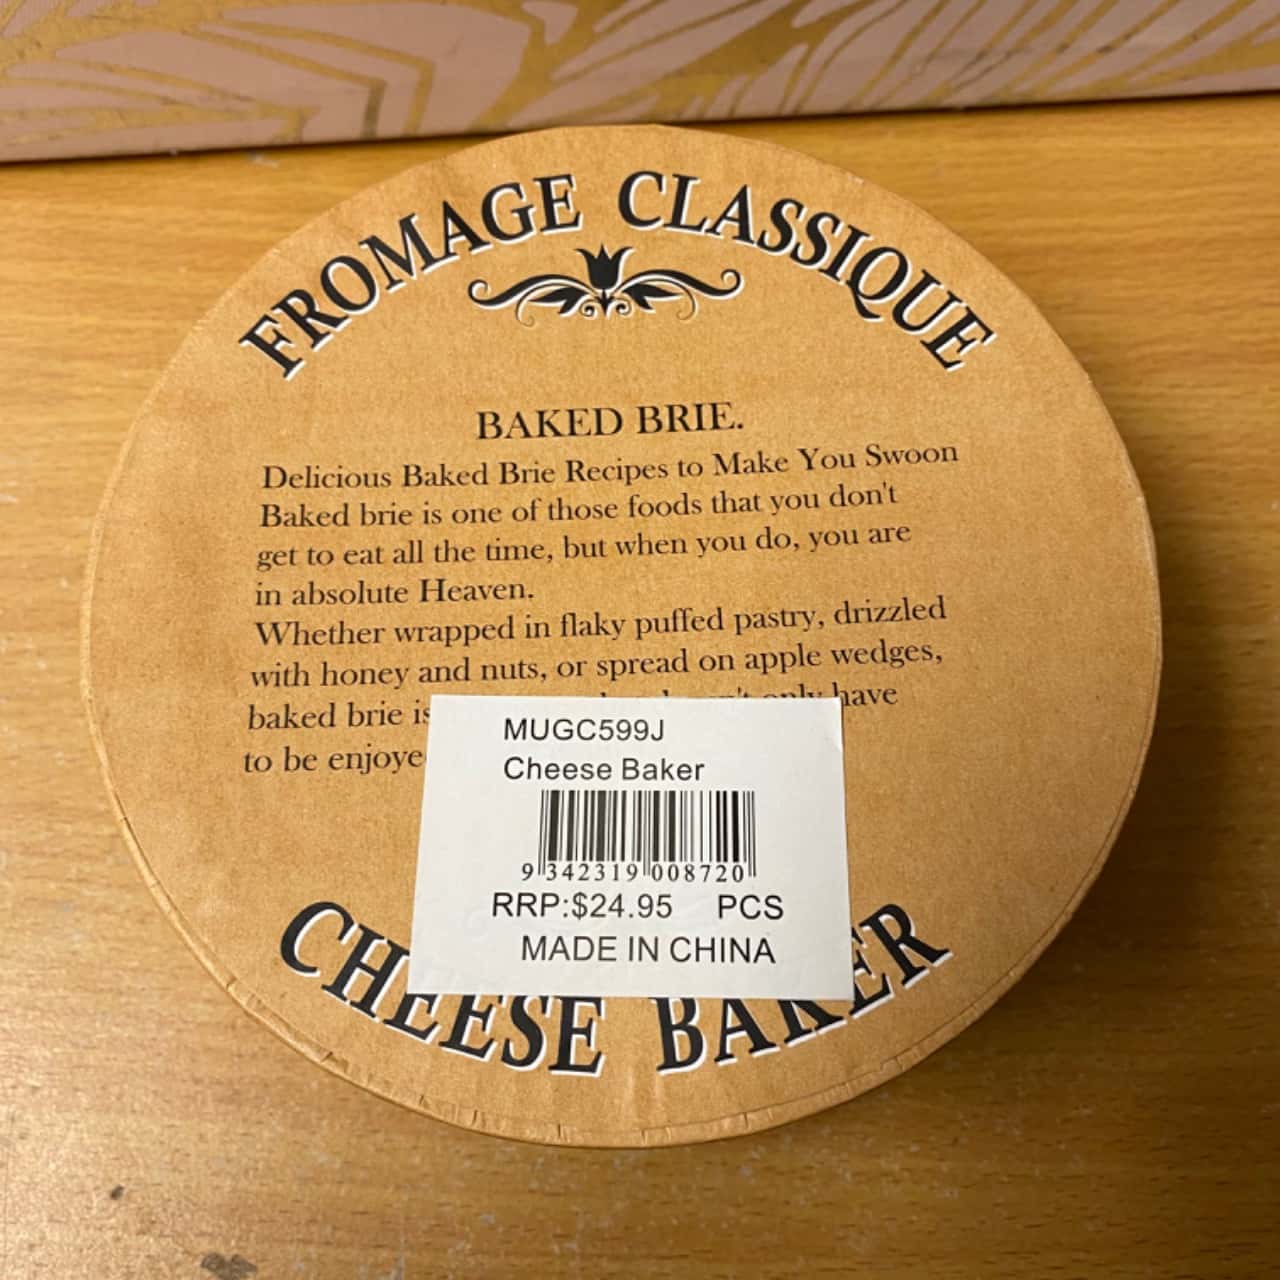 FROMAGE CLASSIQUE
BAKED BRIE.
Delicious Baked Brie Recipes to Make You Swoon
Baked brie is one of those foods that you don't
get to eat all the time, but when you do, you are
in absolute Heaven.
Whether wrapped in flaky puffed pastry, drizzled
with honey and nuts, or spread on apple wedges,
baked brie is only have
to be
MUGC599J
Cheese Baker
9 342319 008720
RRP:$24.95 PCS
MADE IN CHINA
CHEESE BAKER